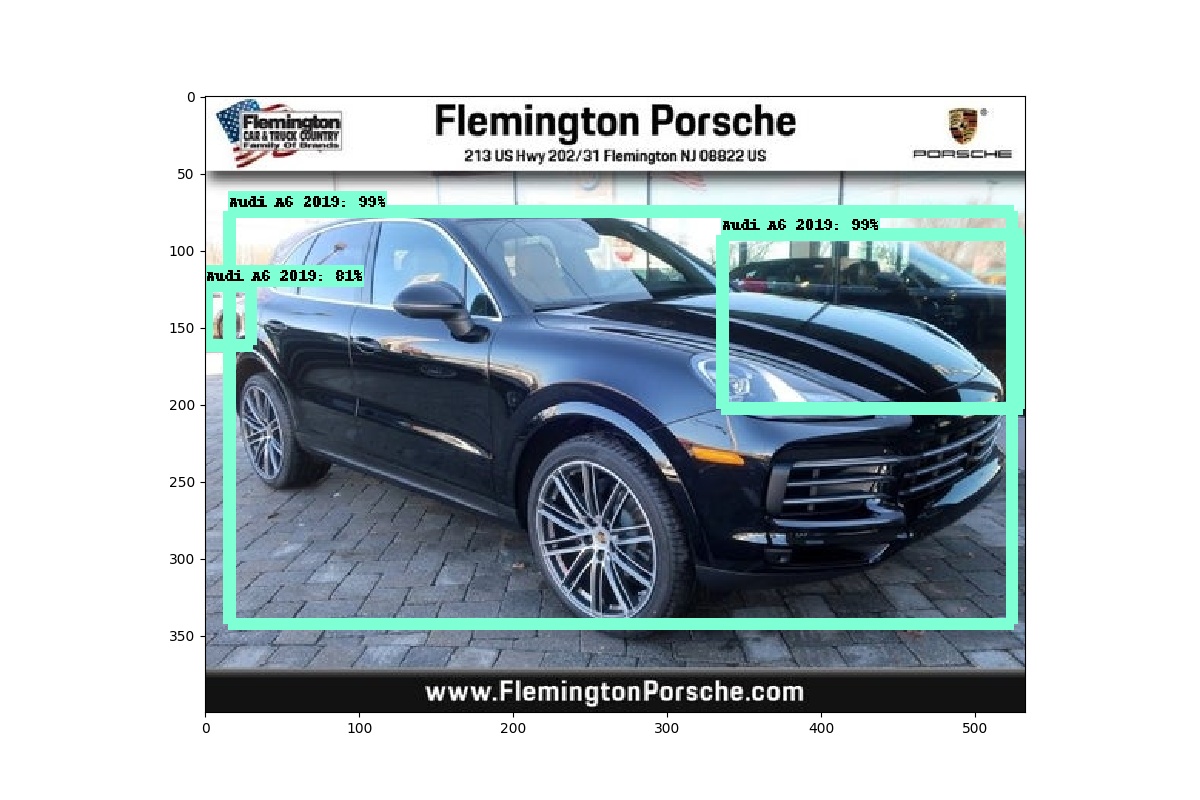 Flemington
CAR & TRUCK COUNTRY
Family Of Brands
Flemington Porsche
213 US Hwy 202/31 Flemington NJ 08822 US
PORSCHE
Audi A6 2019: 99%
Audi A6 2019: 99%
Audi A6 2019: 81%
www.FlemingtonPorsche.com
0
50
100
150
200
250
300
350
0
100
200
300
400
500